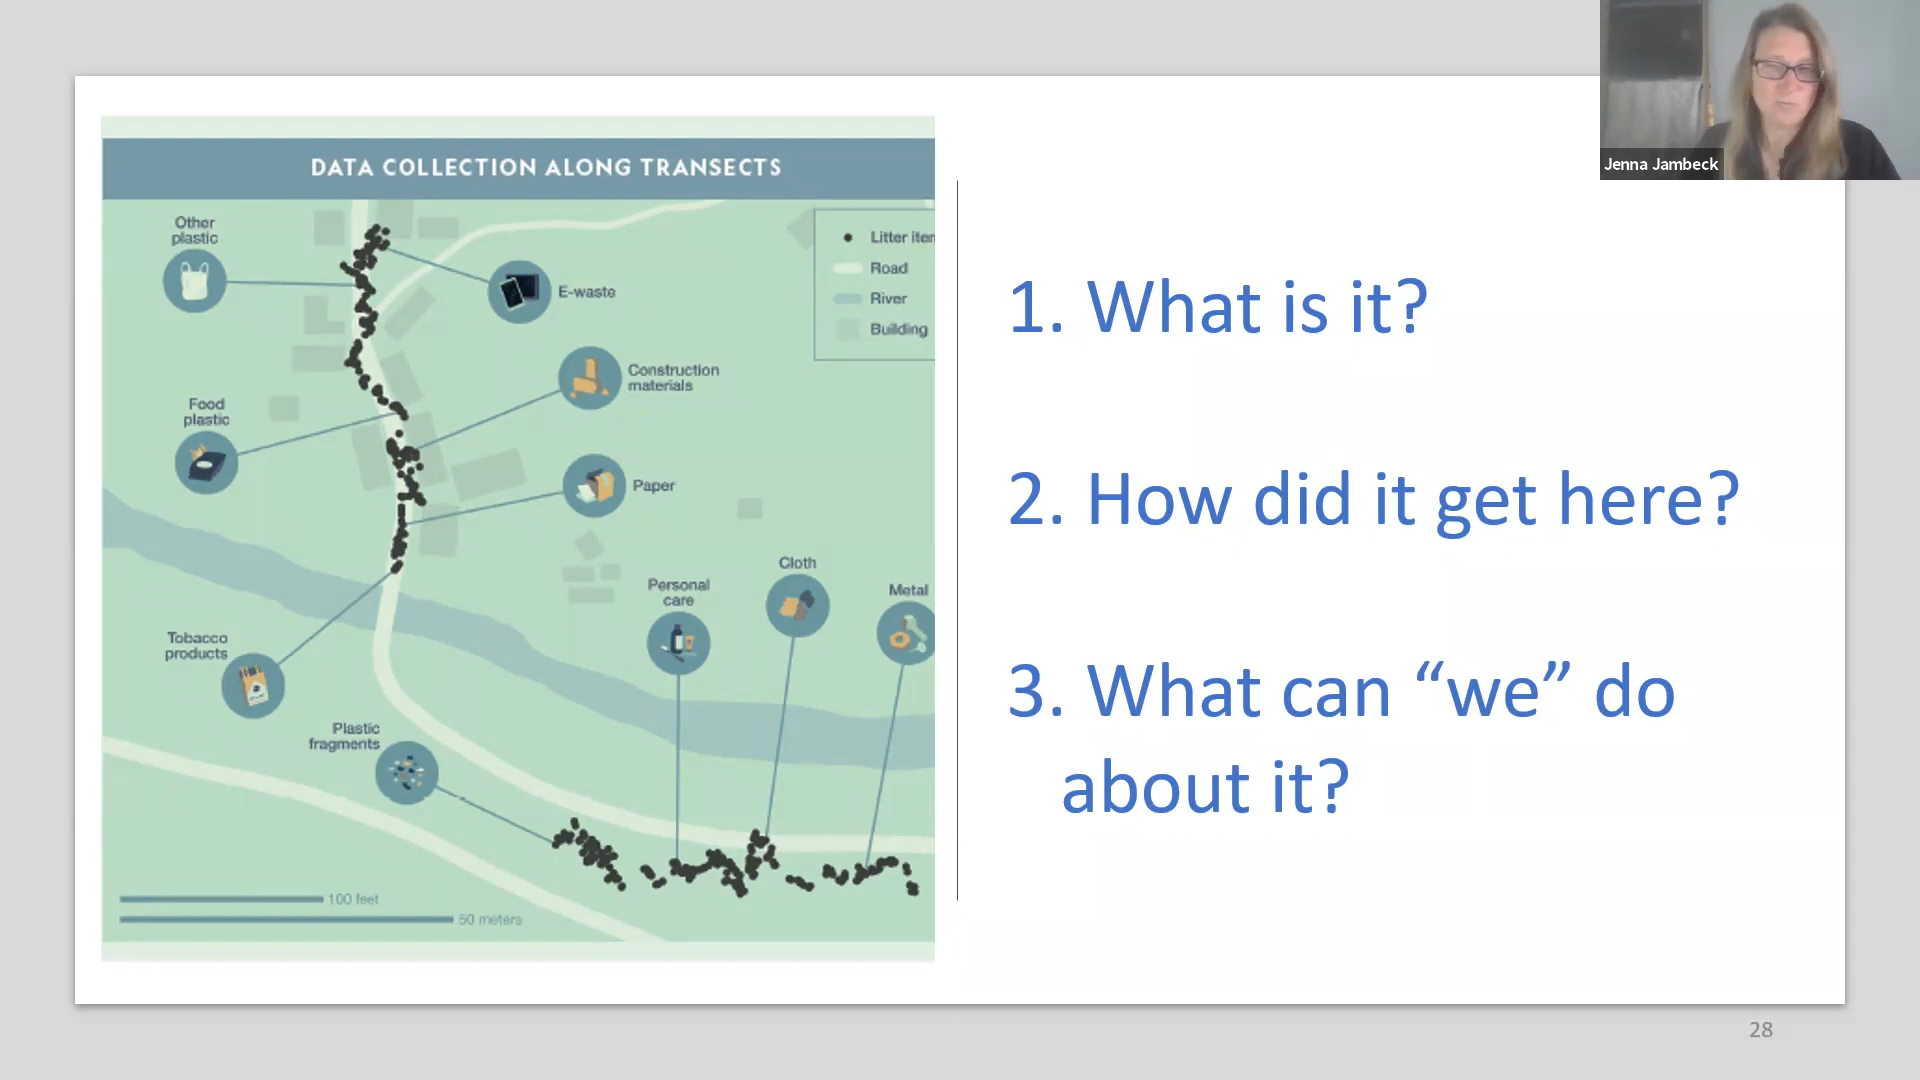 Jenna Jambeck
DATA COLLECTION ALONG TRANSECTS
Other
plastic
E-waste
Litter
Road
River
Building
Construction
materials
Food
plastic
Paper
Cloth
Personal
care
Metal
Tobacco
products
Plastic
fragments
100 feet
50 meters
1. What is it?
2. How did it get here?
3. What can “we” do
about it?
28